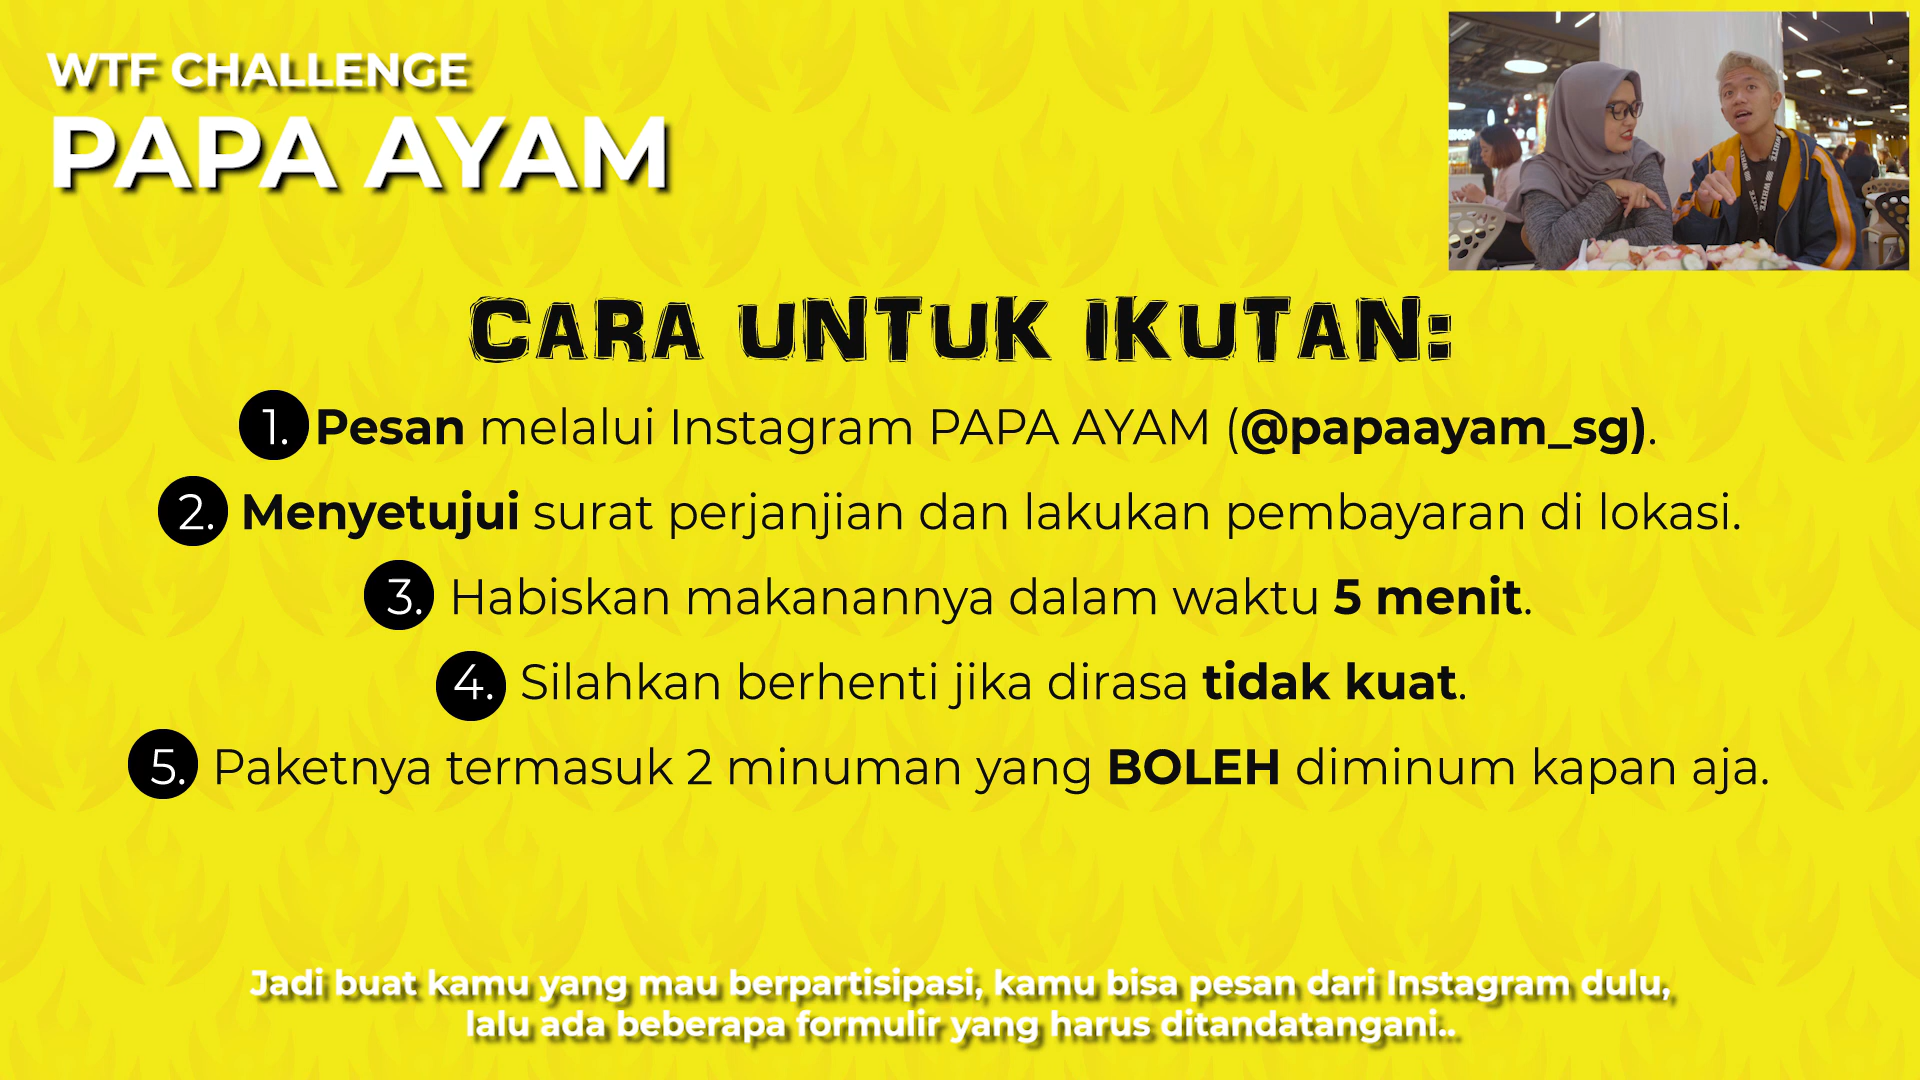 WTF CHALLENGE
PAPA AYAM
CARA UNTUK IKUTAN:
1. Pesan melalui Instagram PAPA AYAM (@papaayam_sg).
2. Menyetujui surat perjanjian dan lakukan pembayaran di lokasi.
3. Habiskan makanannya dalam waktu 5 menit.
4. Silahkan berhenti jika dirasa tidak kuat.
5. Paketnya termasuk 2 minuman yang BOLEH diminum kapan aja.
Jadi buat kamu yang mau berpartisipasi, kamu bisa pesan dari Instagram dulu,
lalu ada beberapa formulir yang harus ditandatangani..